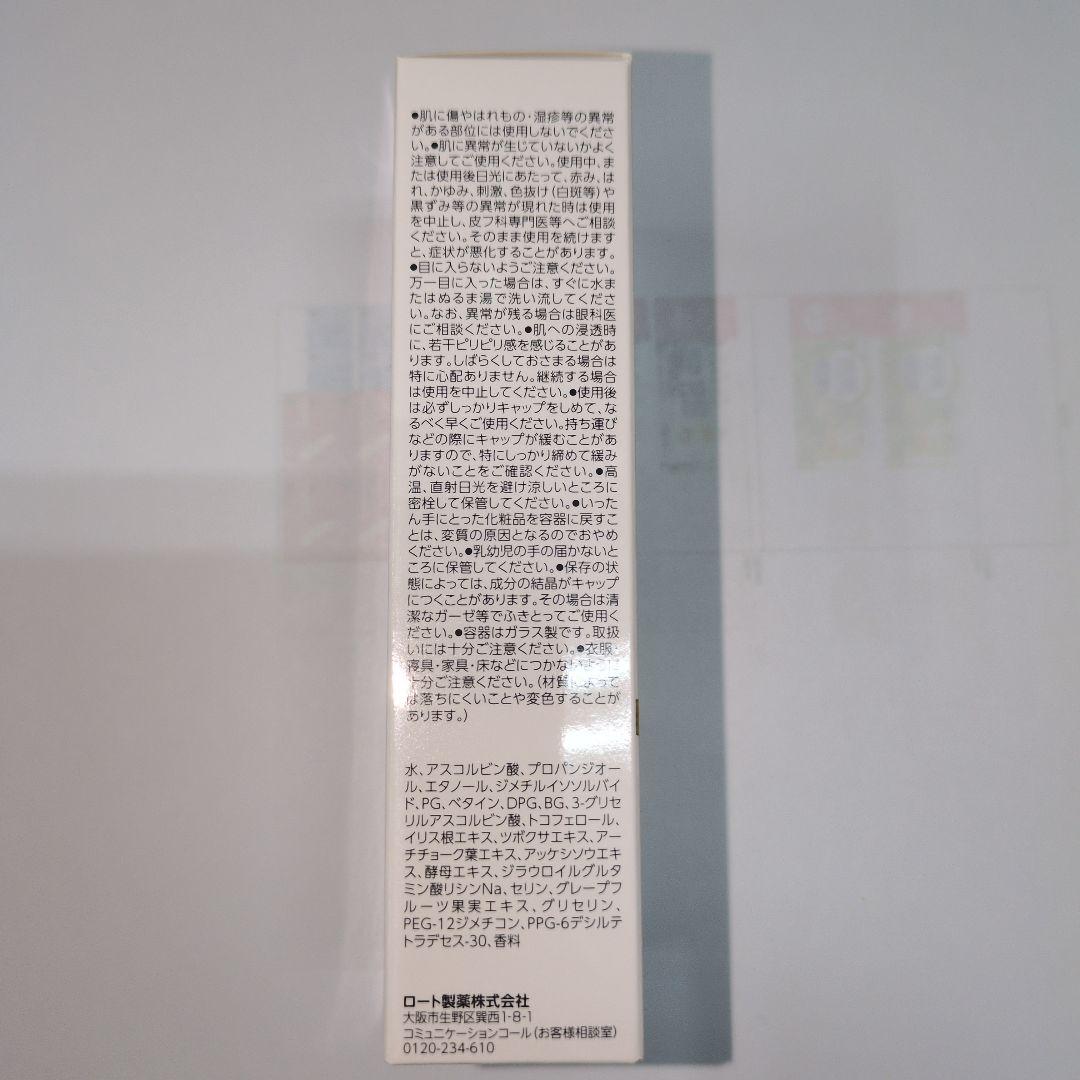 ●肌に傷やはれもの・湿疹等の異常
がある部位には使用しないでくださ
い。●肌に異常が生じていないかよく
注意してご使用ください。使用中、ま
たは使用後日光にあたって、赤み、は
れ、かゆみ、刺激、色抜け(白斑等)や
黒ずみ等の異常が現れた時は使用
を中止し、皮フ科専門医等へご相談
ください。そのまま使用を続けます
と、症状が悪化することがあります。
●目に入らないようご注意ください。
万一目に入った場合は、すぐに水ま
たはぬるま湯で洗い流してくださ
い。なお、異常が残る場合は眼科医
にご相談ください。●肌への浸透時
に、若干ピリピリ感を感じることがあ
ります。しばらくしておさまる場合は
特に心配ありません。継続する場合
は使用を中止してください。●使用後
は必ずしっかりキャップをしめて、な
るべく早くご使用ください。持ち運び
などの際にキャップが緩むことがあ
りますので、特にしっかり締めて緩み
がないことをご確認ください。●高
温、直射日光を避け涼しいところに
密栓して保管してください。●いった
ん手にとった化粧品を容器に戻すこ
とは、変質の原因となるのでおやめ
ください。●乳幼児の手の届かないと
ころに保管してください。●保存の状
態によっては、成分の結晶がキャップ
につくことがあります。その場合は清
潔なガーゼ等でふきとってご使用く
ださい。●容器はガラス製です。取扱
いには十分ご注意ください。●衣服・
寝具・家具・床などにつかないように
十分ご注意ください。(材質によって
は落ちにくいことや変色することが
あります。)
水、アスコルビン酸、プロパンジオー
ル、エタノール、ジメチルイソソルバイ
ド、PG、ベタイン、DPG、BG、3-グリセ
リルアスコルビン酸、トコフェロール、
イリス根エキス、ツボクサエキス、アー
チチョーク葉エキス、アッケシソウエキ
ス、酵母エキス、ジラウロイルグルタ
ミン酸リシンNa、セリン、グレープフ
ルーツ果実エキス、グリセリン、
PEG-12ジメチコン、PPG-6デシルテ
トラデセス-30、香料
ロート製薬株式会社
大阪市生野区巽西1-8-1
コミュニケーションコール(お客様相談室)
0120-234-610